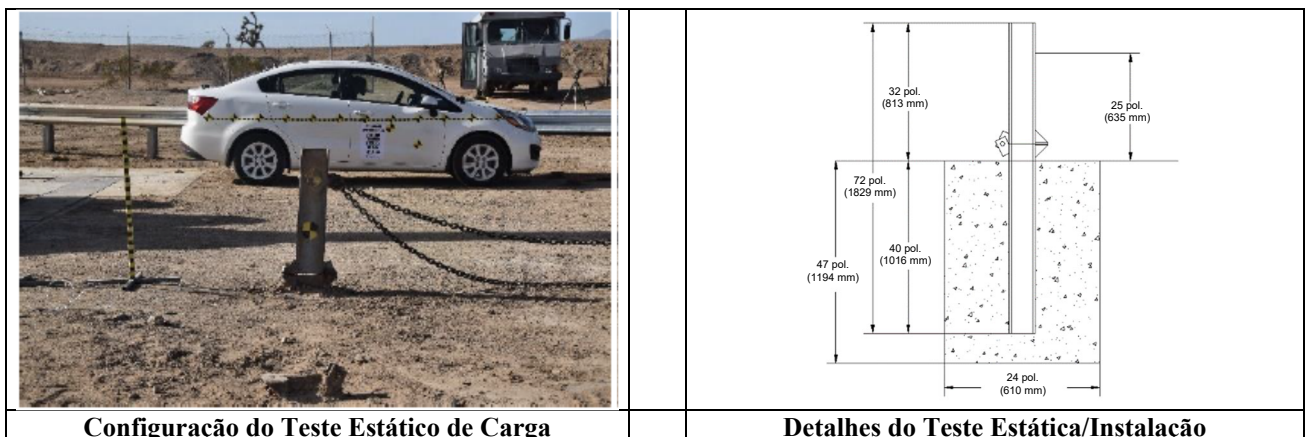 32 pol.
(813 mm)
25 pol.
(635 mm)
72 pol.
(1829 mm)
40 pol.
(1016 mm)
47 pol.
(1194 mm)
24 pol.
(610 mm)
Configuração do Teste Estático de Carga
Detalhes do Teste Estática/Instalação